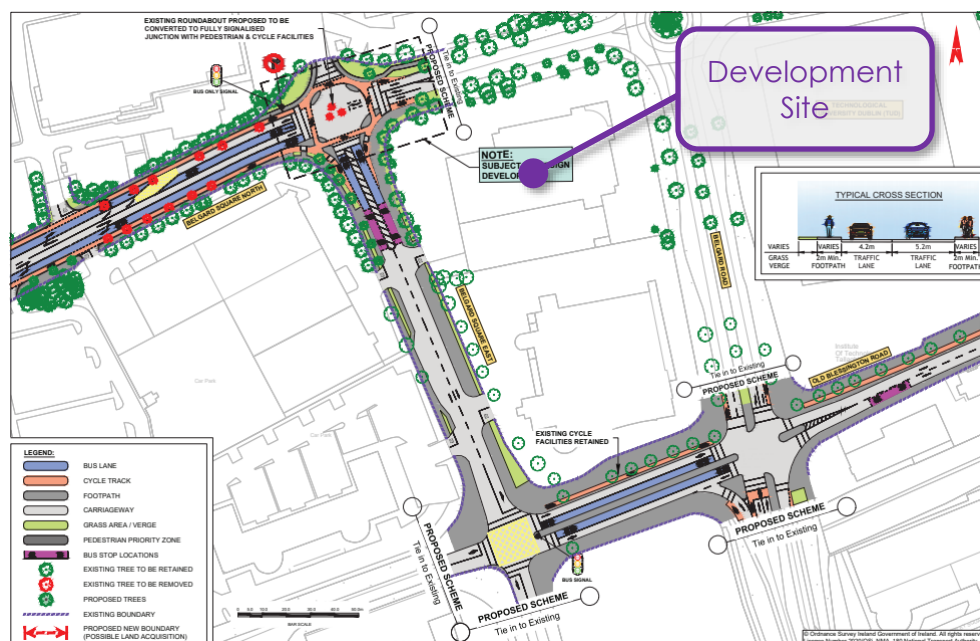 EXISTING ROUNDABOUT PROPOSED TO BE
CONVERTED TO FULLY SIGNALISED
JUNCTION WITH PEDESTRIAN & CYCLE FACILITIES
PROPOSED SCHEME
Tie in to Existing
BUS ONLY SIGNAL
Development
Site
TECHNOLOGICAL
NOTE:
BELGARD SQUARE NORTH
TYPICAL CROSS SECTION
VARIES
VARIES
4.2m
5.2m
VARIES
GRASS
VERGE
2m Min.
FOOTPATH
TRAFFIC
LANE
TRAFFIC
LANE
2m Min.
FOOTPATH
BELGARD ROAD
BELGARD SQUARE EAST
Car Park
Institute
OLD BLESSINGTON ROAD
Tie in to Existing
PROPOSED SCHEME
Car Park
EXISTING CYCLE
FACILITIES RETAINED
LEGEND:
BUS LANE
CYCLE TRACK
FOOTPATH
CARRIAGEWAY
GRASS AREA / VERGE
PEDESTRIAN PRIORITY ZONE
BUS STOP LOCATIONS
EXISTING TREE TO BE RETAINED
EXISTING TREE TO BE REMOVED
PROPOSED TREES
EXISTING BOUNDARY
PROPOSED NEW BOUNDARY
(POSSIBLE LAND ACQUISITION)
PROPOSED SCHEME
Tie in to Existing
PROPOSED SCHEME
Tie in to Existing
BUS SIGNAL
PROPOSED SCHEME
Tie in to Existing
BAR SCALE
© Ordnance Survey Ireland Government of Ireland. All rights